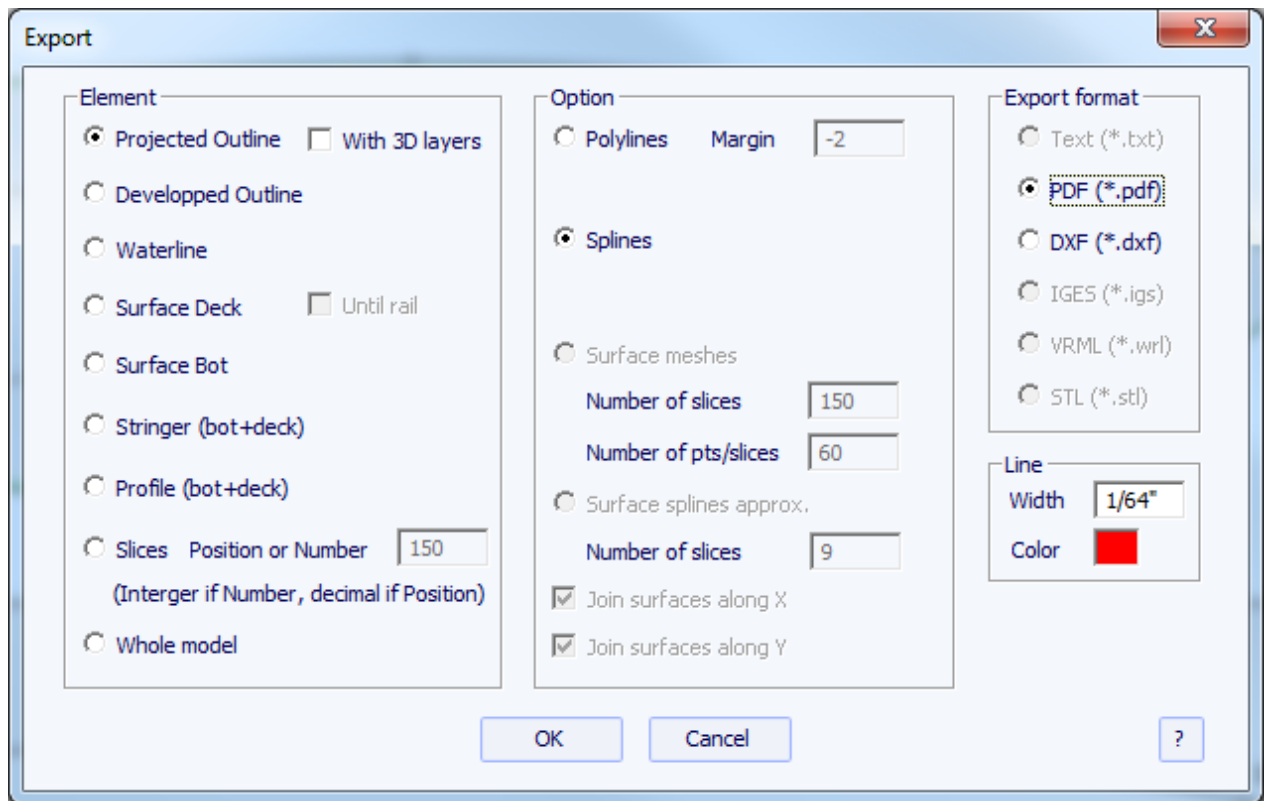 Export
Element
Projected Outline With 3D layers
Developped Outline
Waterline
Surface Deck Until rail
Surface Bot
Stringer (bot+deck)
Profile (bot+deck)
Slices Position or Number 150
(Interger if Number, decimal if Position)
Whole model
Option
Polylines Margin -2
Splines
Surface meshes
Number of slices 150
Number of pts/slices 60
Surface splines approx.
Number of slices 9
Join surfaces along X
Join surfaces along Y
Export format
Text (*.txt)
PDF (*.pdf)
DXF (*.dxf)
IGES (*.igs)
VRML (*.wrl)
STL (*.stl)
Line
Width 1/64"
Color
OK Cancel ?